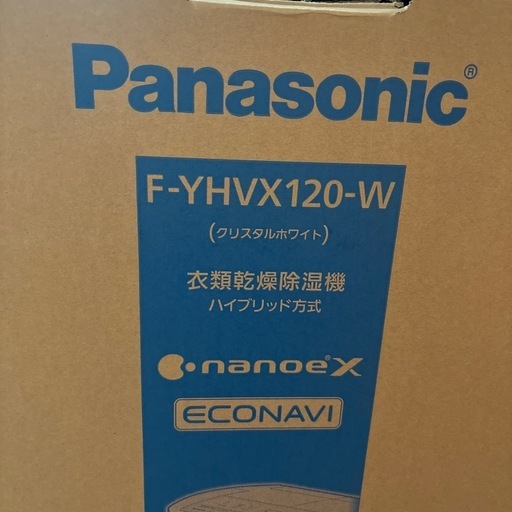 Panasonic®
F-YHVX120-W
(クリスタルホワイト)
衣類乾燥除湿機
ハイブリッド方式
nanoe X
ECONAVI